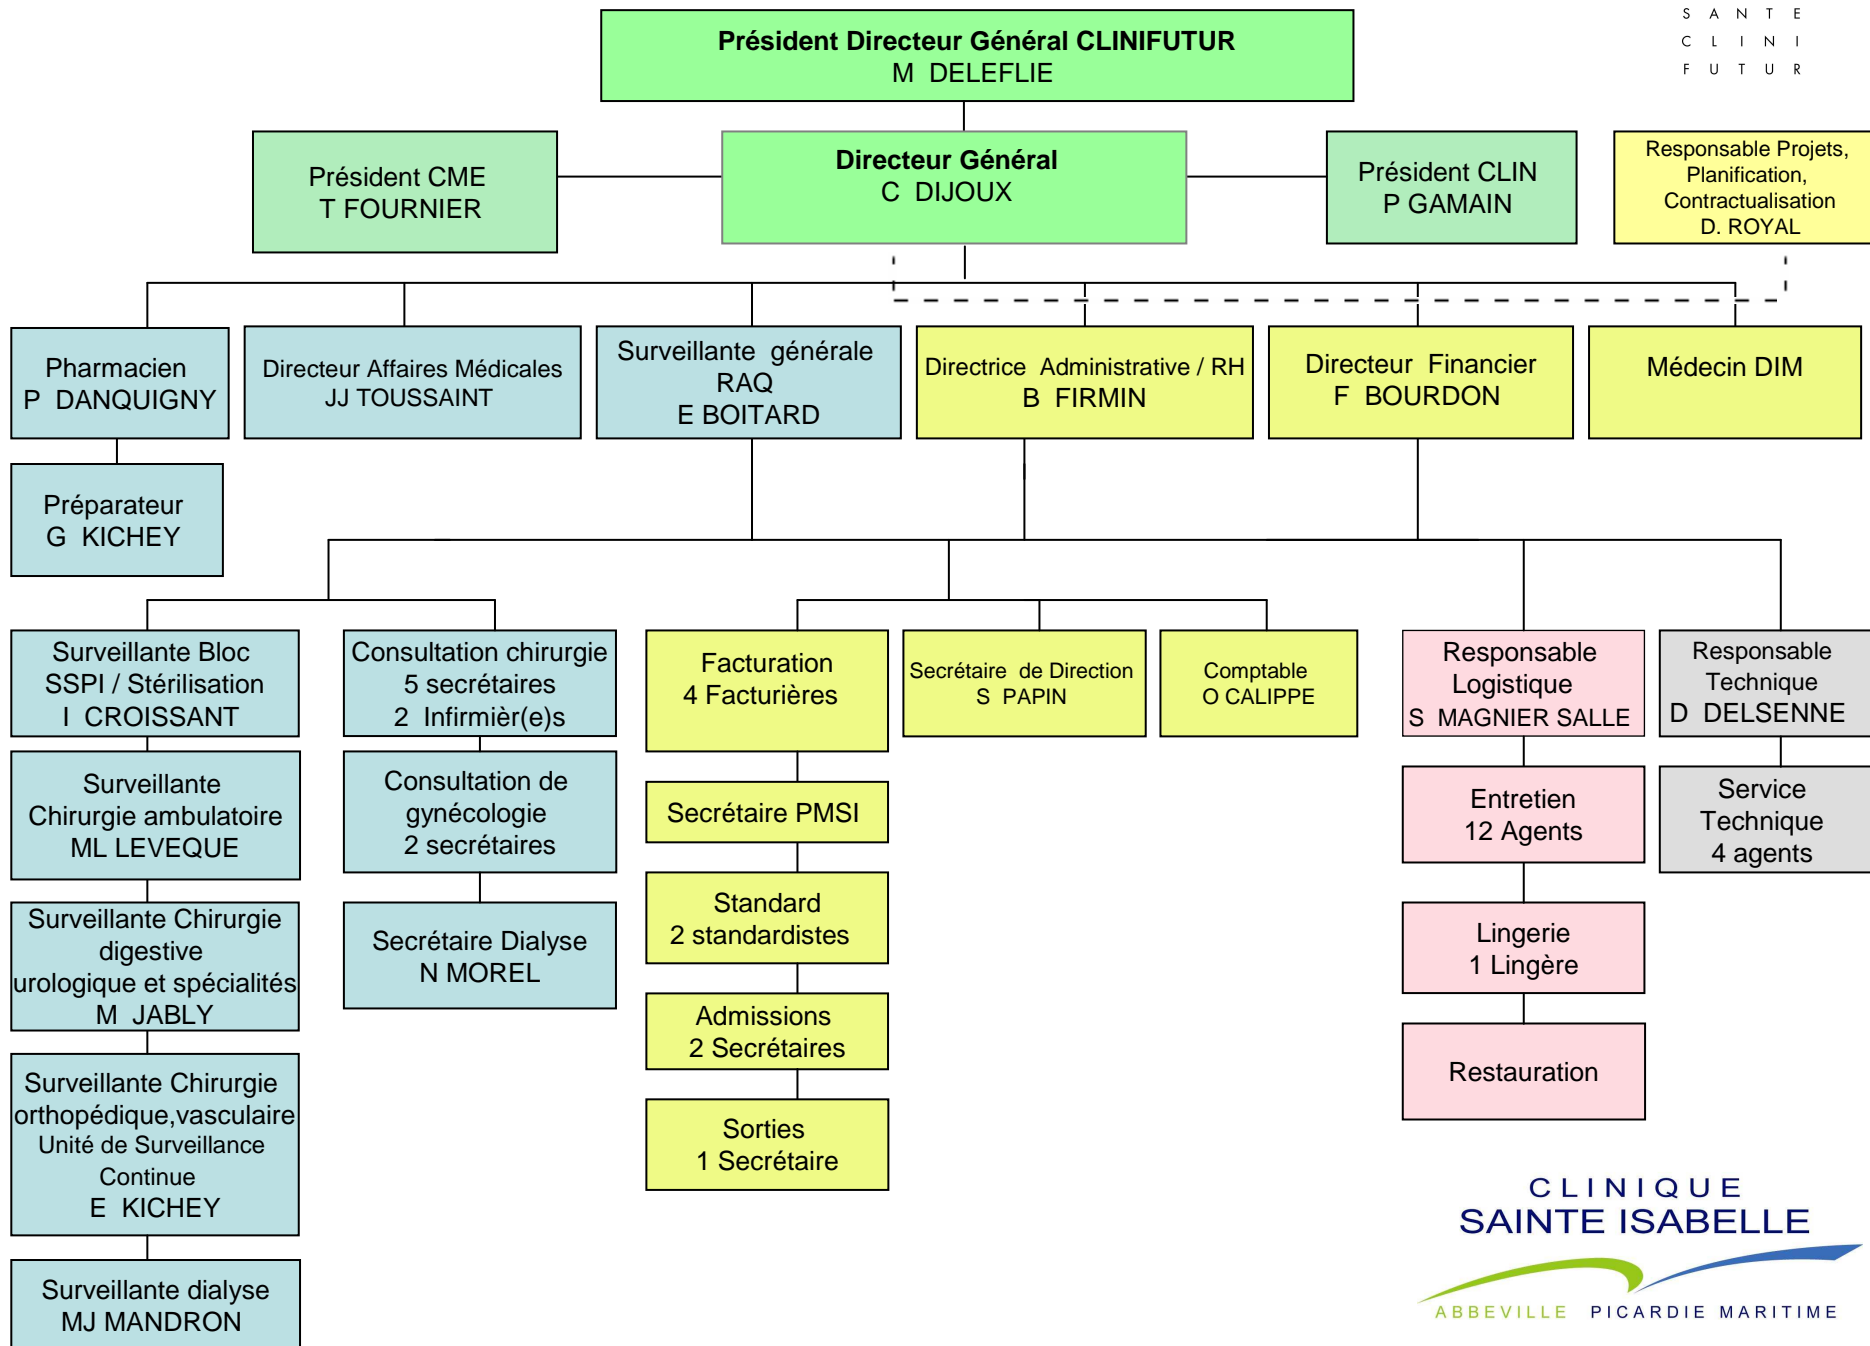 S A N T E
C L I N I
F U T U R
Président Directeur Général CLINIFUTUR
M DELEFLIE
Président CME
T FOURNIER
Directeur Général
C DIJOUX
Président CLIN
P GAMAIN
Responsable Projets,
Planification,
Contractualisation
D. ROYAL
Pharmacien
P DANQUIGNY
Directeur Affaires Médicales
JJ TOUSSAINT
Surveillante générale
RAQ
E BOITARD
Directrice Administrative / RH
B FIRMIN
Directeur Financier
F BOURDON
Médecin DIM
Préparateur
G KICHEY
Surveillante Bloc
SSPI / Stérilisation
I CROISSANT
Surveillante
Chirurgie ambulatoire
ML LEVEQUE
Surveillante Chirurgie
digestive
urologique et spécialités
M JABLY
Surveillante Chirurgie
orthopédique,vasculaire
Unité de Surveillance
Continue
E KICHEY
Surveillante dialyse
MJ MANDRON
Consultation chirurgie
5 secrétaires
2 Infirmièr(e)s
Consultation de
gynécologie
2 secrétaires
Secrétaire Dialyse
N MOREL
Facturation
4 Facturières
Secrétaire PMSI
Standard
2 standardistes
Admissions
2 Secrétaires
Sorties
1 Secrétaire
Secrétaire de Direction
S PAPIN
Comptable
O CALIPPE
Responsable
Logistique
S MAGNIER SALLE
Entretien
12 Agents
Lingerie
1 Lingère
Restauration
Responsable
Technique
D DELSENNE
Service
Technique
4 agents
CLINIQUE
SAINTE ISABELLE
ABBEVILLE PICARDIE MARITIME